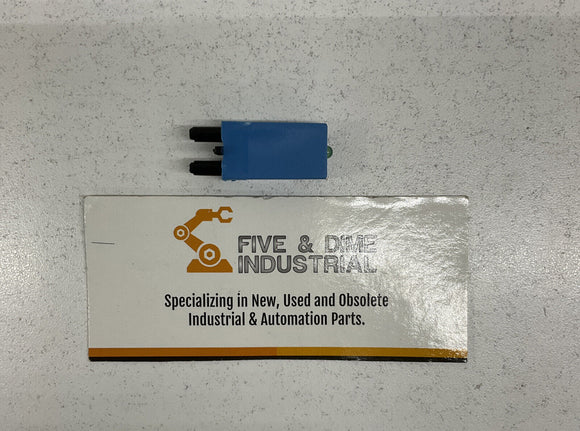 FIVE & DIME
INDUSTRIAL
Specializing in New, Used and Obsolete
Industrial & Automation Parts.